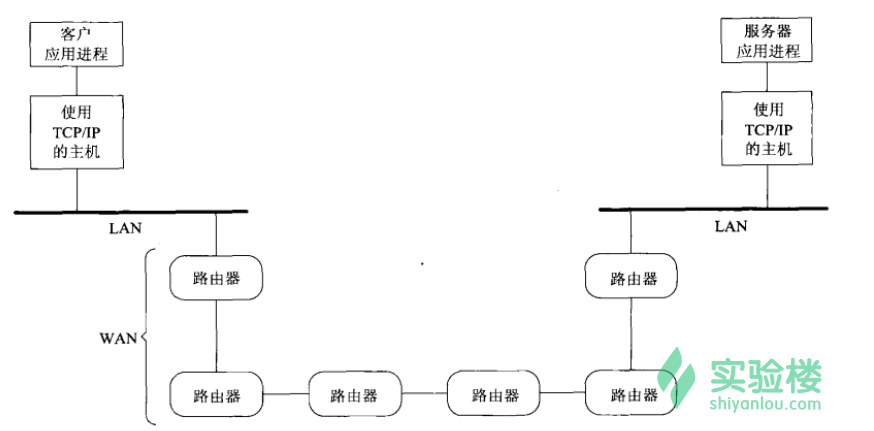 客户
应用进程
服务器
应用进程
使用
TCP/IP
的主机
使用
TCP/IP
的主机
LAN
LAN
路由器
路由器
WAN
路由器
路由器
路由器
路由器
实验楼
shiyanlou.com